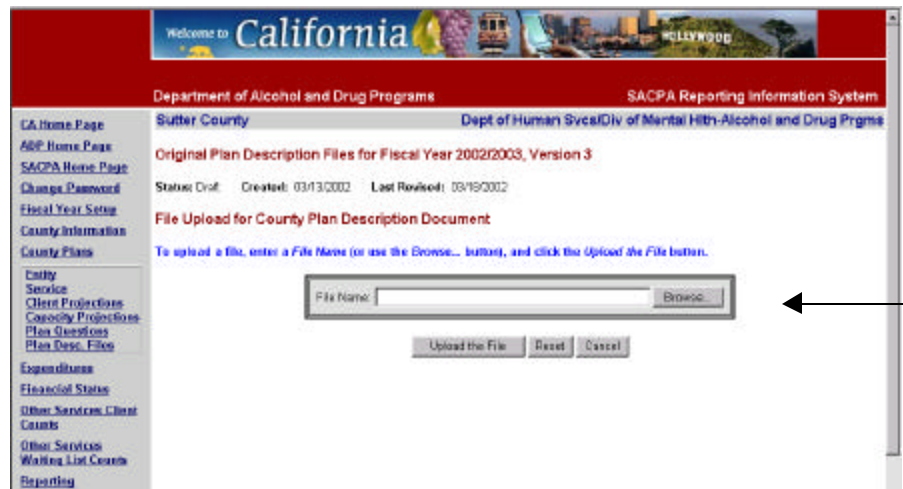 Welcome to California
HOLLYWOOD
Department of Alcohol and Drug Programs SACPA Reporting Information System
Sutter County Dept of Human Svcs/Div of Mental Hlth-Alcohol and Drug Prgms
CA Home Page
ADP Home Page
SACPA Home Page
Change Password
Fiscal Year Setup
County Information
County Plans
Entity
Service
Client Projections
Capacity Projections
Plan Questions
Plan Desc. Files
Expenditures
Financial Status
Other Services Client
Counts
Other Services
Waiting List Counts
Reporting
Original Plan Description Files for Fiscal Year 2002/2003, Version 3
Status: Draft Created: 03/13/2002 Last Revised: 03/18/2002
File Upload for County Plan Description Document
To upload a file, enter a File Name (or use the Browse... button), and click the Upload the File button.
File Name: Browse...
Upload the File Reset Cancel